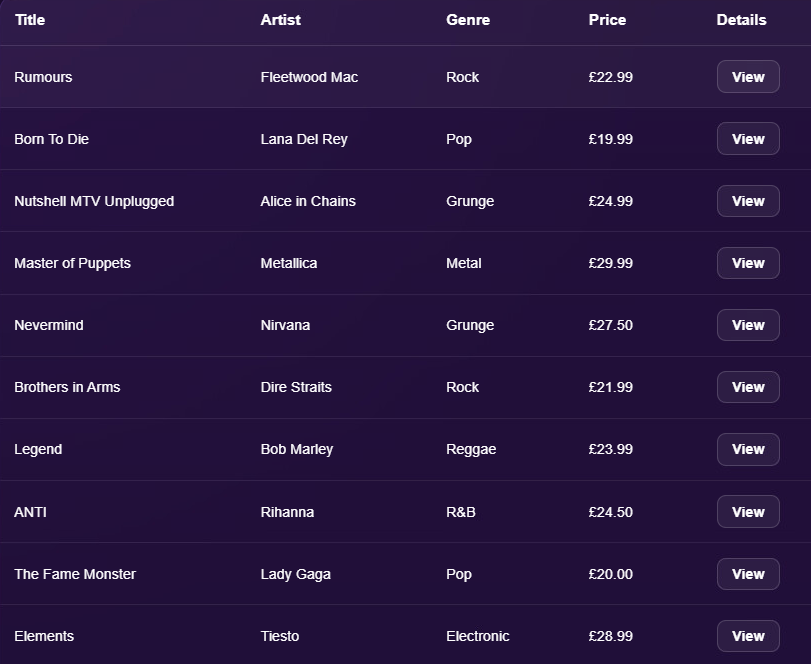 Title Artist Genre Price Details
Rumours Fleetwood Mac Rock £22.99 View
Born To Die Lana Del Rey Pop £19.99 View
Nutshell MTV Unplugged Alice in Chains Grunge £24.99 View
Master of Puppets Metallica Metal £29.99 View
Nevermind Nirvana Grunge £27.50 View
Brothers in Arms Dire Straits Rock £21.99 View
Legend Bob Marley Reggae £23.99 View
ANTI Rihanna R&B £24.50 View
The Fame Monster Lady Gaga Pop £20.00 View
Elements Tiesto Electronic £28.99 View